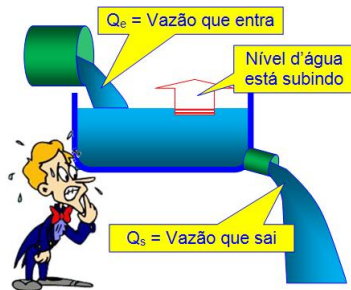 Qe = Vazão que entra
Nível d'água
está subindo
Qs = Vazão que sai